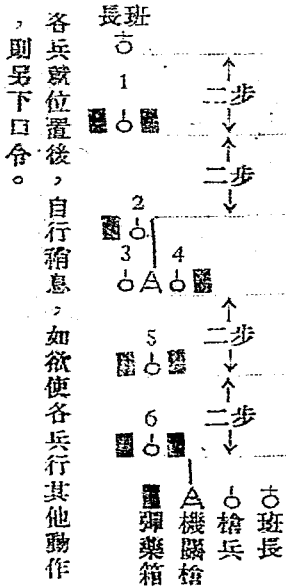 班長
1
二步
二步
2
3
4
二步
5
二步
6
班長
槍兵
機關槍
彈藥箱
各兵就位置後，自行稍息，如欲使各兵行其他動作
，則另下口令。